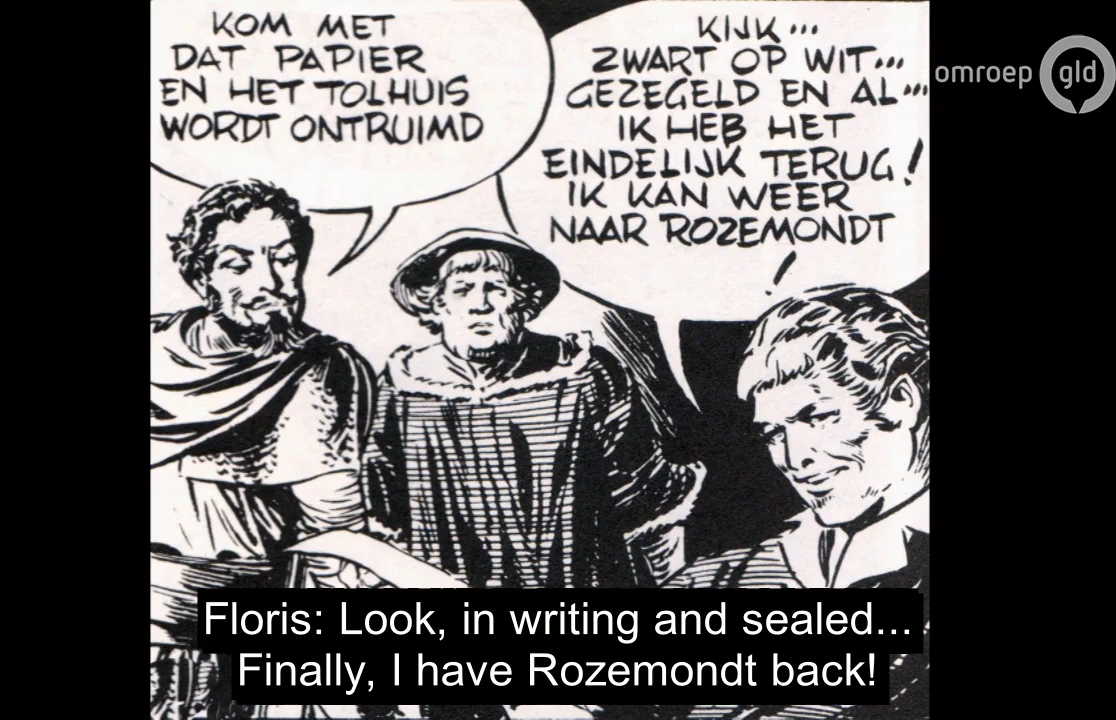 KOM MET
DAT PAPIER
EN HET TOLHUIS
WORDT ONTRUIMD
KIJK...
ZWART OP WIT...
GEZEGELD EN AL...
IK HEB HET
EINDELIJK TERUG!
IK KAN WEER
NAAR ROZEMONDT
!
omroep gld
Floris: Look, in writing and sealed...
Finally, I have Rozemondt back!